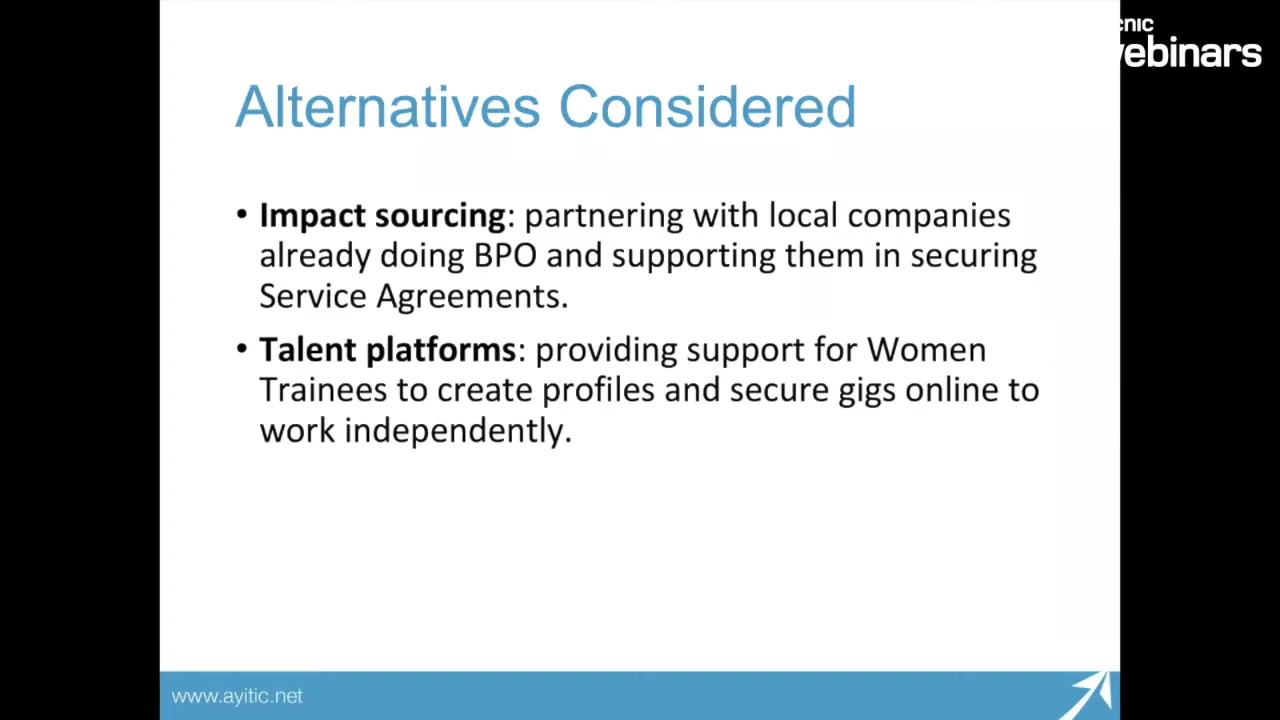 cnic
webinars
Alternatives Considered
• Impact sourcing: partnering with local companies
already doing BPO and supporting them in securing
Service Agreements.
• Talent platforms: providing support for Women
Trainees to create profiles and secure gigs online to
work independently.
www.ayitic.net